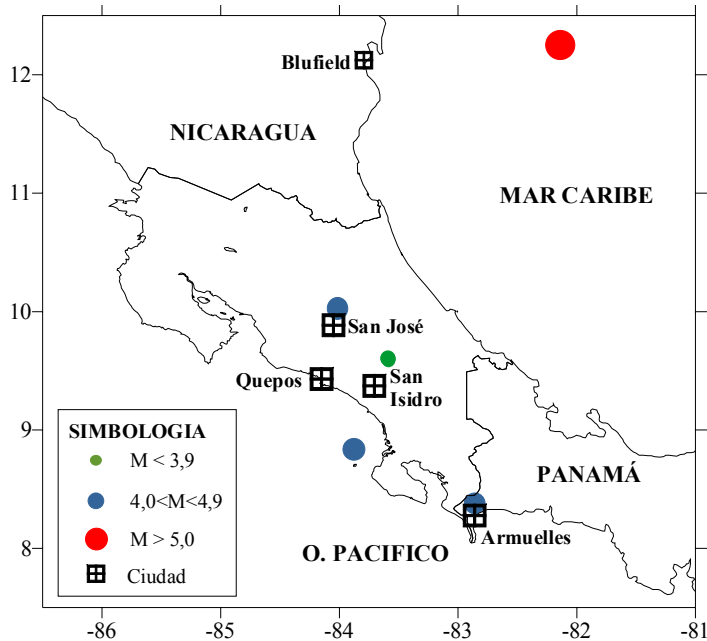 12
11
10
9
8
Blufield
NICARAGUA
MAR CARIBE
San José
Quepos
San
Isidro
PANAMÁ
Armuelles
O. PACIFICO
SIMBOLOGIA
M < 3,9
4,0<M<4,9
M > 5,0
Ciudad
-86
-85
-84
-83
-82
-81